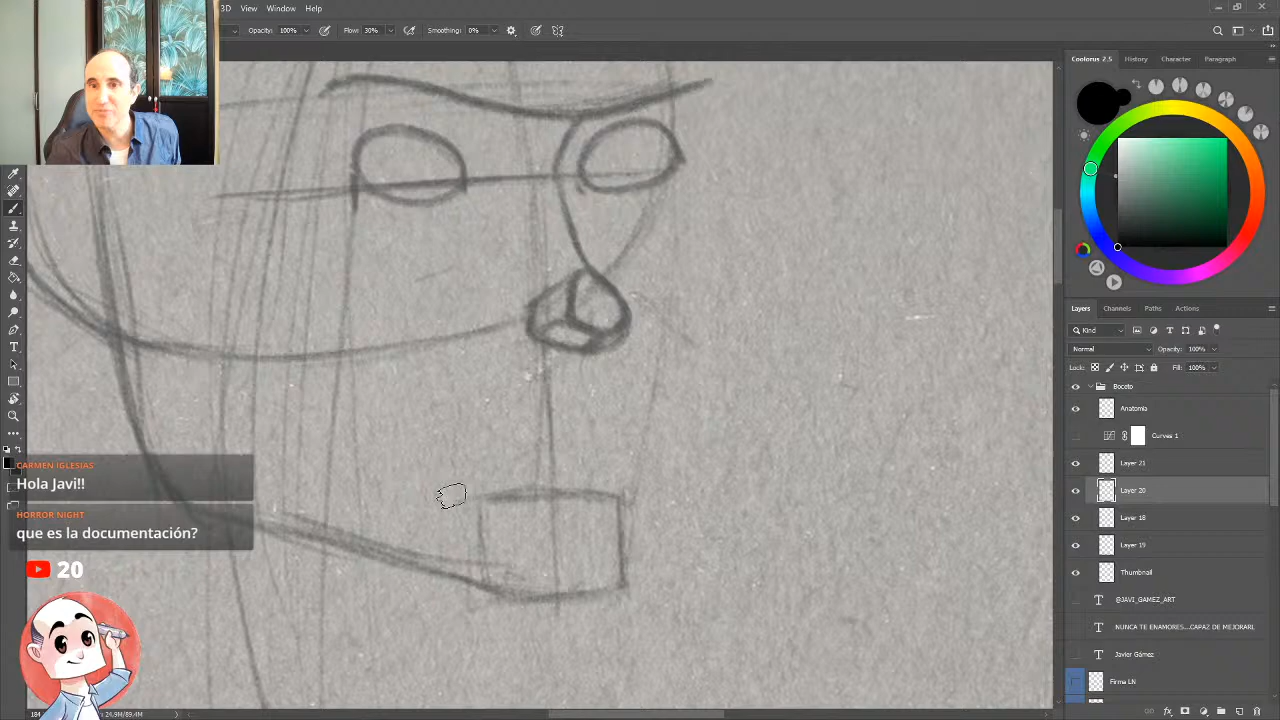 3D View Window Help
Opacity: 100% Flow: 30% Smoothing: 0%
Coolorus 2.5 History Character Paragraph
Layers Channels Paths Actions
Kind
Normal Opacity: 100%
Lock: Fill: 100%
Boceto
Anatomia
Curves 1
Layer 21
Layer 20
Layer 18
Layer 19
Thumbnail
@JAVI_GAMEZ_ART
NUNCA TE ENAMORES...CAPAZ DE MEJORARL
Javier Gómez
Firma LN
CARMEN IGLESIAS
Hola Javi!!
HORROR NIGHT
que es la documentación?
20